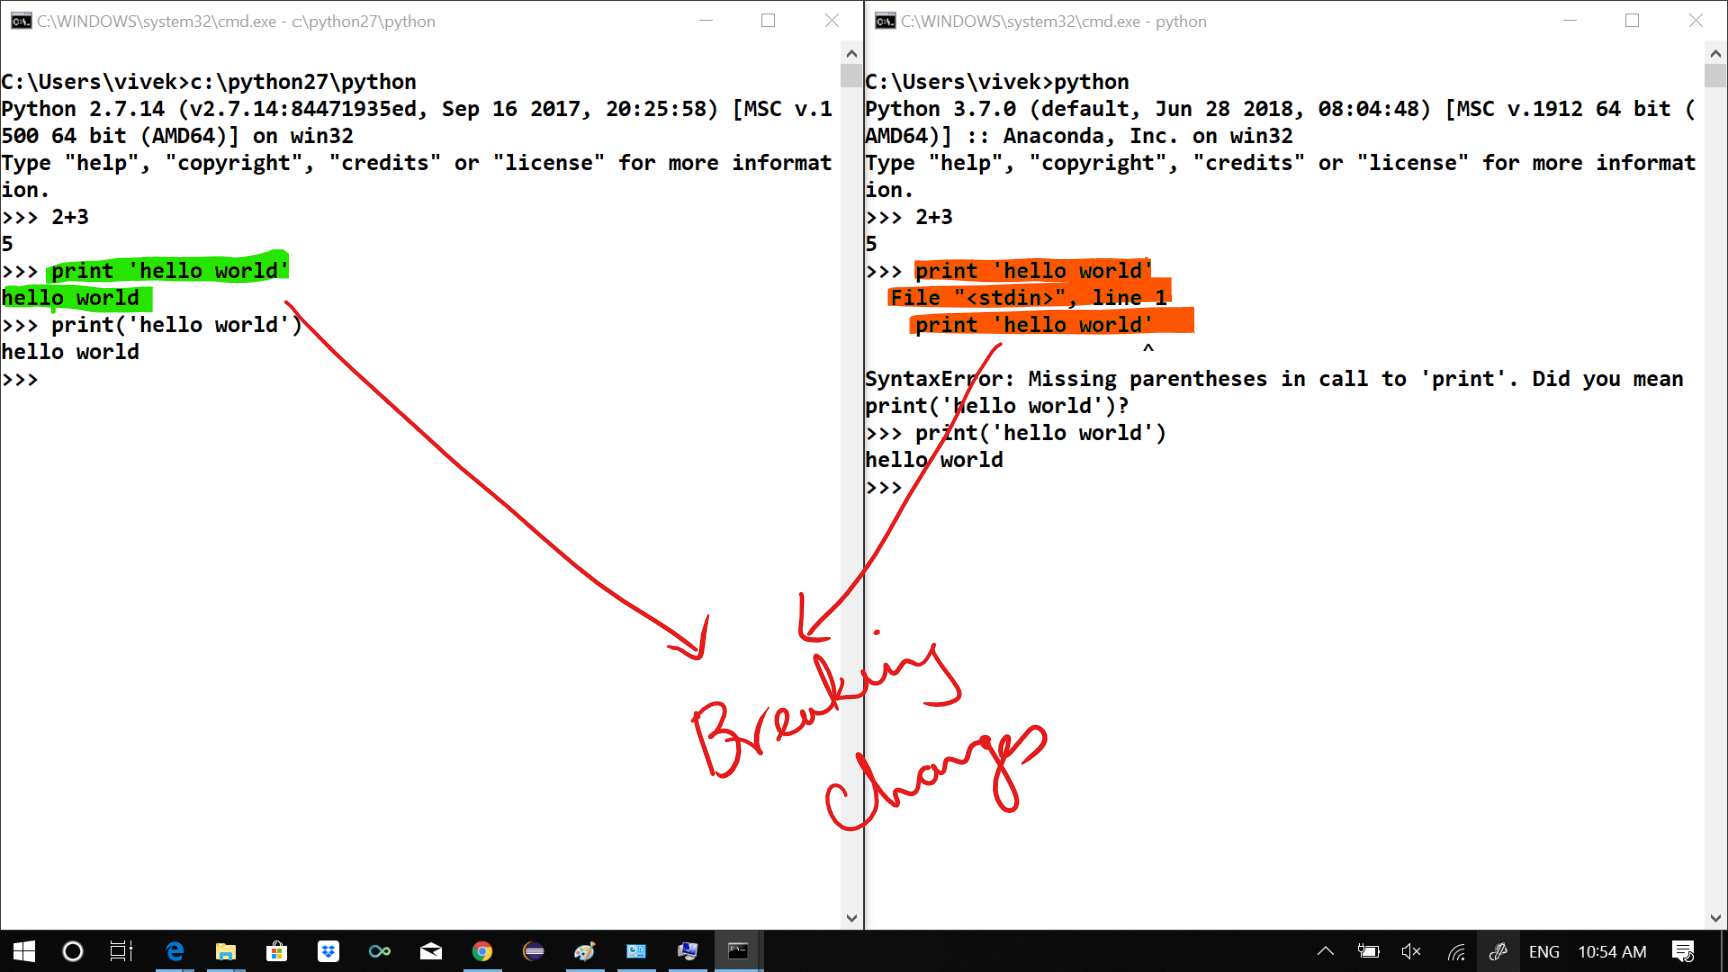 C:\WINDOWS\system32\cmd.exe - c:\python27\python
C:\Users\vivek>c:\python27\python
Python 2.7.14 (v2.7.14:84471935ed, Sep 16 2017, 20:25:58) [MSC v.1
500 64 bit (AMD64)] on win32
Type "help", "copyright", "credits" or "license" for more informat
ion.
>>> 2+3
5
>>> print 'hello world'
hello world
>>> print('hello world')
hello world
>>>
C:\WINDOWS\system32\cmd.exe - python
C:\Users\vivek>python
Python 3.7.0 (default, Jun 28 2018, 08:04:48) [MSC v.1912 64 bit (
AMD64)] :: Anaconda, Inc. on win32
Type "help", "copyright", "credits" or "license" for more informat
ion.
>>> 2+3
5
>>> print 'hello world'
  File "<stdin>", line 1
    print 'hello world'
                      ^
SyntaxError: Missing parentheses in call to 'print'. Did you mean
print('hello world')?
>>> print('hello world')
hello world
>>>
Breaking
Changes
ENG
10:54 AM